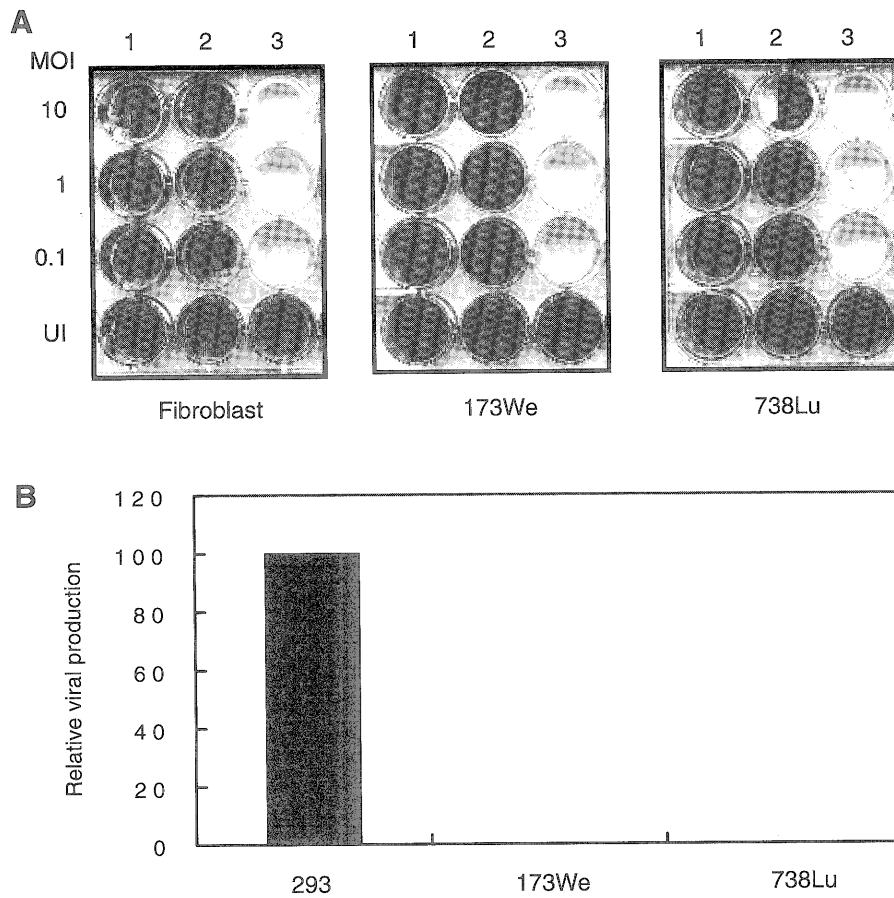 A
1 2 3 1 2 3 1 2 3
MOI
10
1
0.1
UI
Fibroblast 173We 738Lu
B
120
100
80
60
40
20
0
Relative viral production
293 173We 738Lu